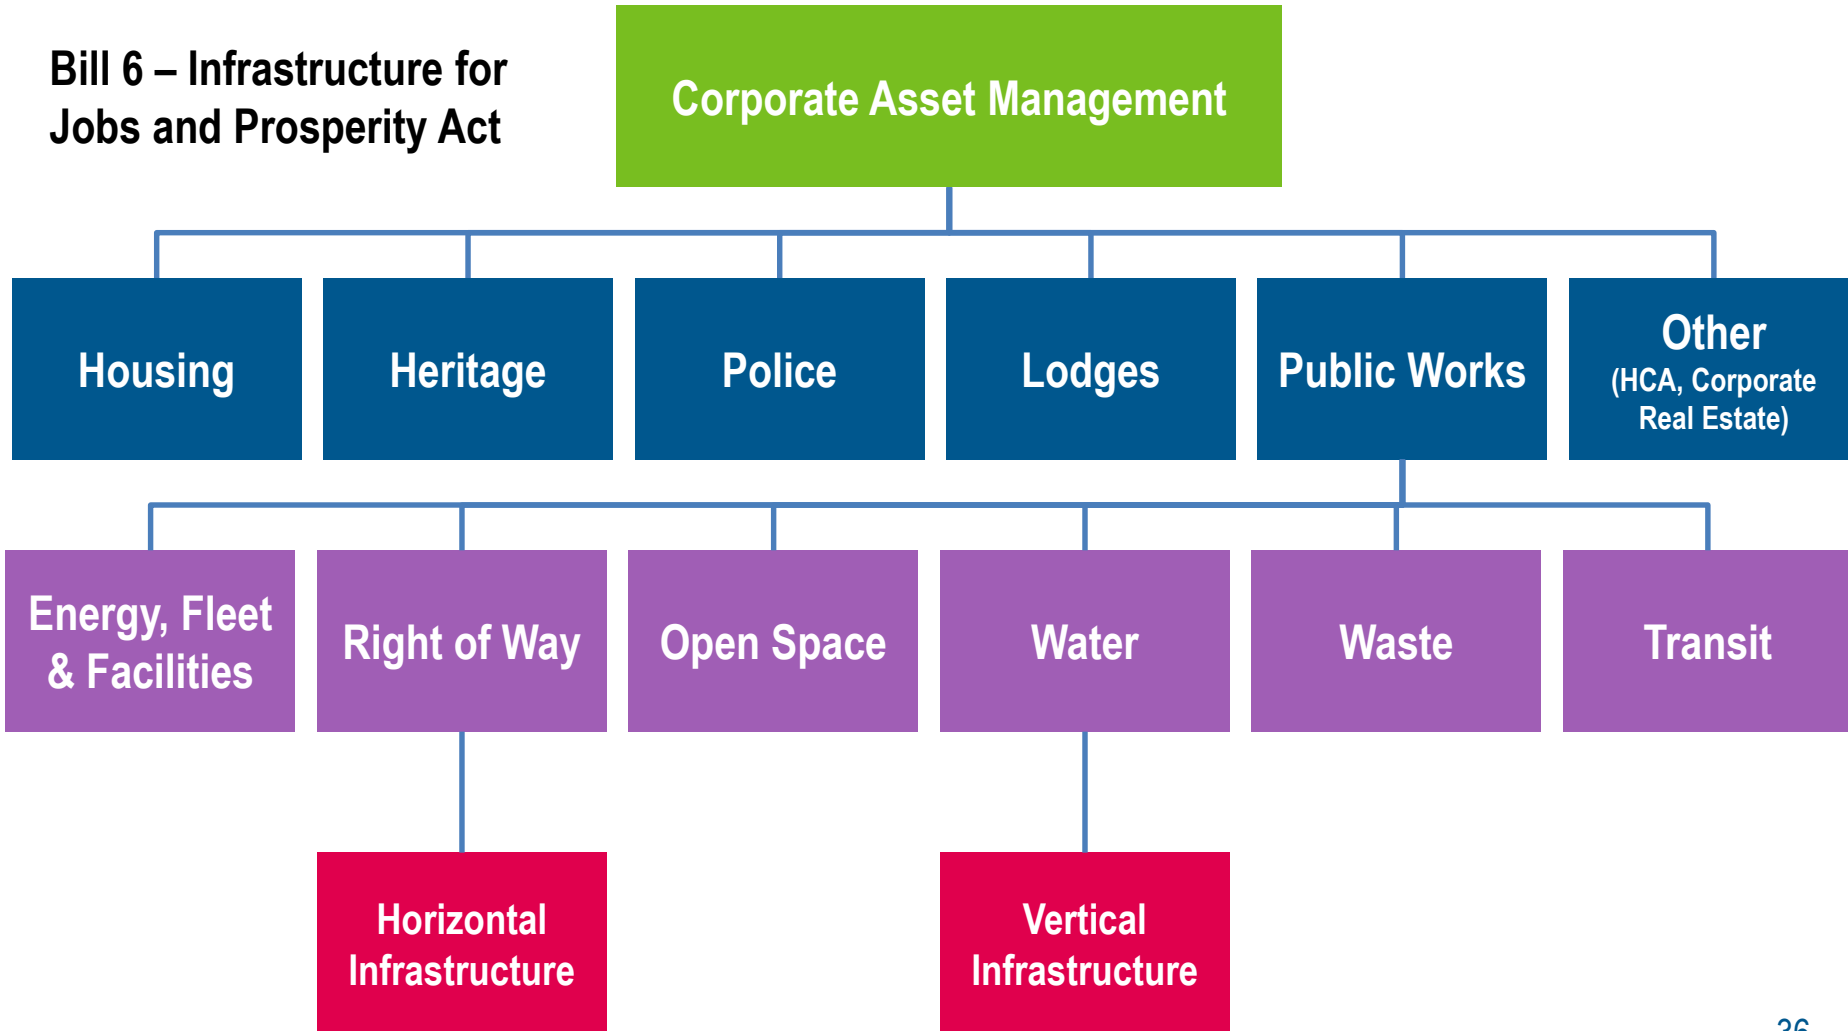 Bill 6 – Infrastructure for
Jobs and Prosperity Act
Corporate Asset Management
Housing
Heritage
Police
Lodges
Public Works
Other
(HCA, Corporate
Real Estate)
Energy, Fleet
& Facilities
Right of Way
Open Space
Water
Waste
Transit
Horizontal
Infrastructure
Vertical
Infrastructure
36